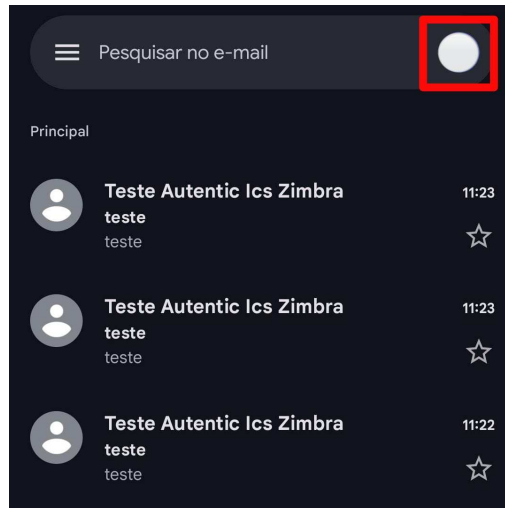 Pesquisar no e-mail
Principal
Teste Autentic Ics Zimbra 11:23
teste
teste
Teste Autentic Ics Zimbra 11:23
teste
teste
Teste Autentic Ics Zimbra 11:22
teste
teste